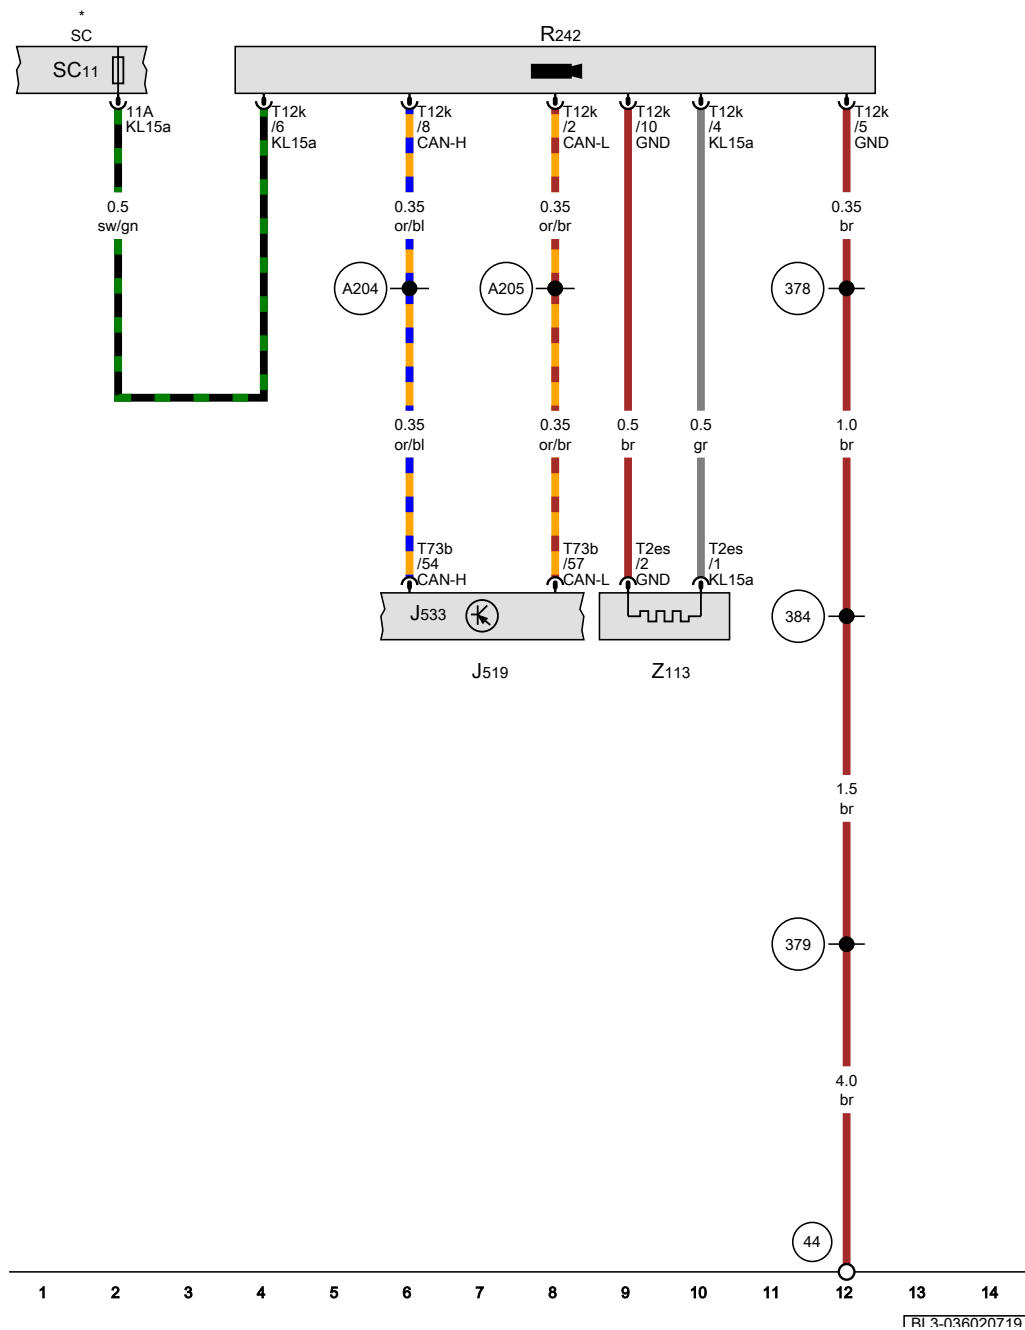 *
SC
SC11
R242
11A
KL15a
T12k
/6
KL15a
T12k
/8
CAN-H
T12k
/2
CAN-L
T12k
/10
GND
T12k
/4
KL15a
T12k
/5
GND
0.5
sw/gn
0.35
or/bl
0.35
or/br
0.35
br
A204
A205
378
0.35
or/bl
0.35
or/br
0.5
br
0.5
gr
1.0
br
T73b
/54
CAN-H
T73b
/57
CAN-L
T2es
/2
GND
T2es
/1
KL15a
J533
384
J519
Z113
1.5
br
379
4.0
br
44
1 2 3 4 5 6 7 8 9 10 11 12 13 14
BL3-036020719